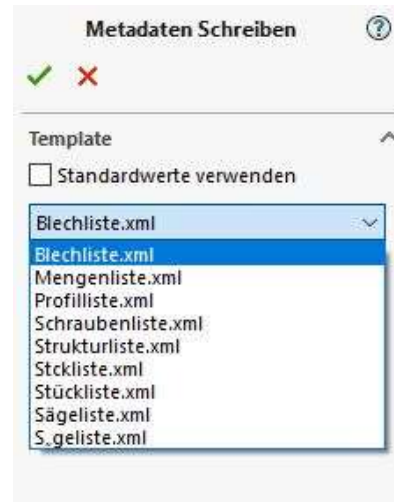 Metadaten Schreiben
Template
Standardwerte verwenden
Blechliste.xml
Blechliste.xml
Mengenliste.xml
Profilliste.xml
Schraubenliste.xml
Strukturliste.xml
Stckliste.xml
Stückliste.xml
Sägeliste.xml
S„geliste.xml